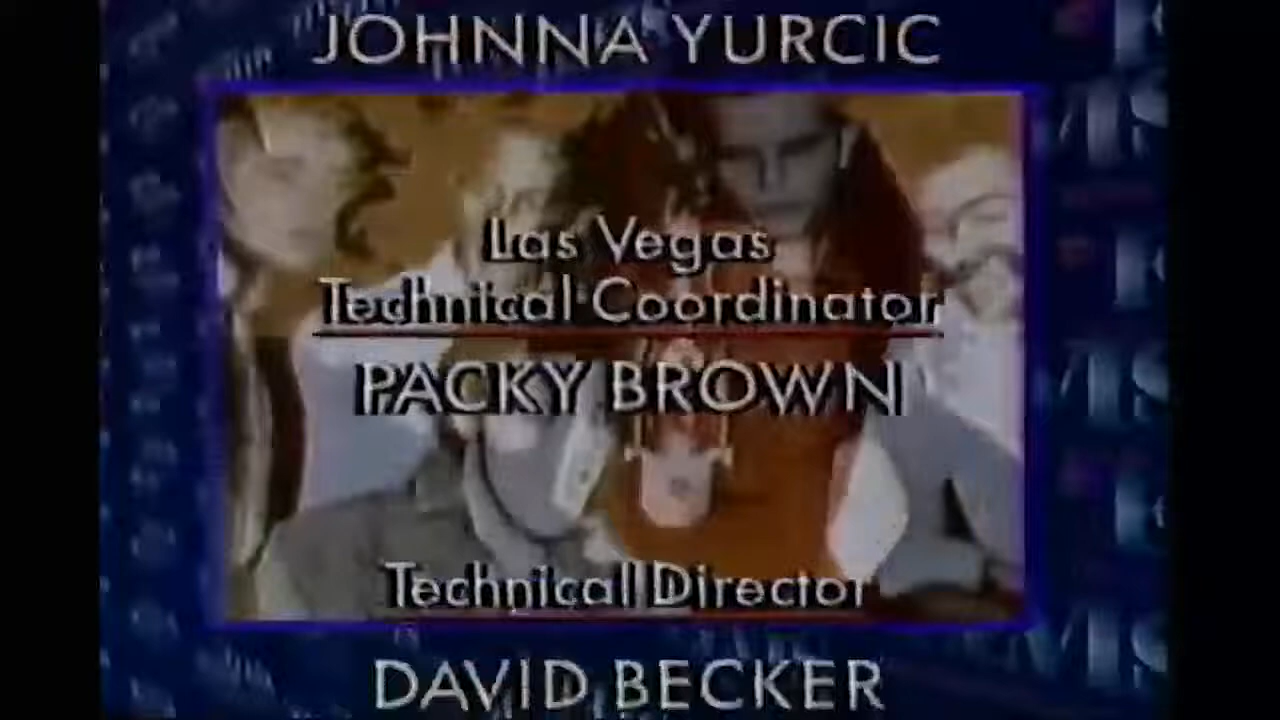 JOHNNA YURCIC
Las Vegas
Technical Coordinator
PACKY BROWN
Technical Director
DAVID BECKER